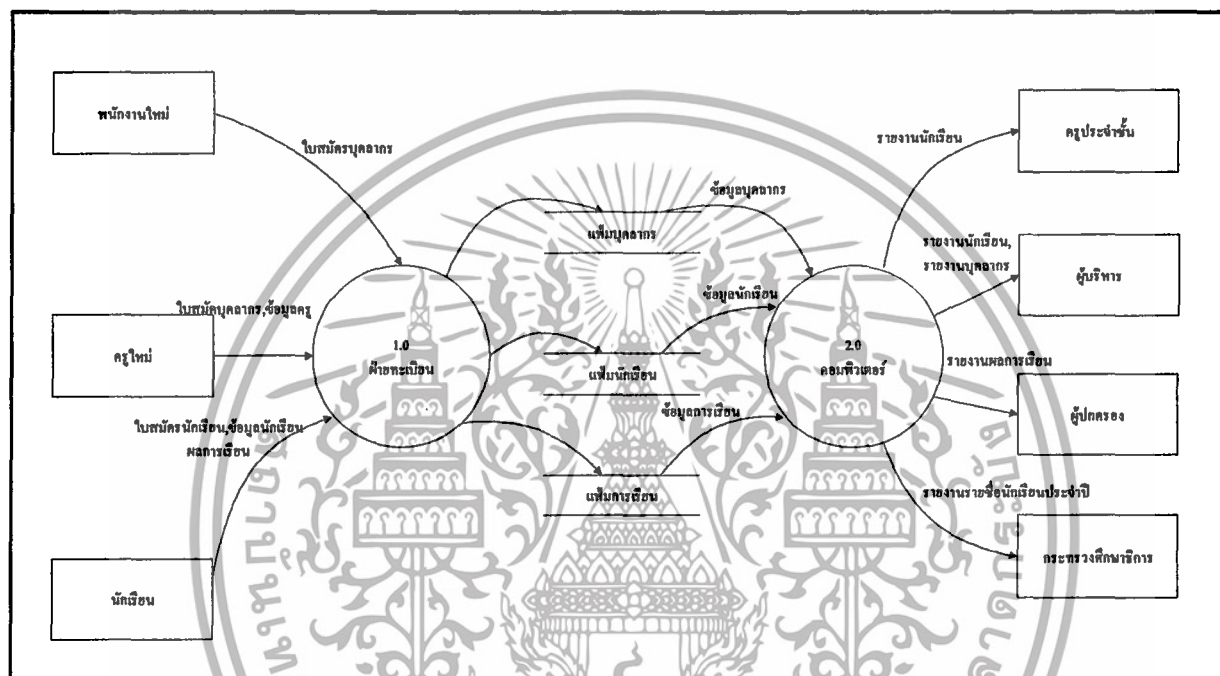 พนักงานใหม่
ใบสมัครบุคลากร
ครูใหม่
ใบสมัคบุคลากร,ข้อมูลครู
นักเรียน
ใบสมัครนักเรียน,ข้อมูลนักเรียน
ผลการเรียน
1.0
ฝ่ายทะเบียน
แฟ้มบุคลากร
แฟ้มนักเรียน
แฟ้มการเรียน
ข้อมูลบุคลากร
ข้อมูลนักเรียน
ข้อมูลการเรียน
2.0
คอมพิวเตอร์
รายงานนักเรียน
ครูประจำชั้น
รายงานนักเรียน,
รายงานบุคลากร
ผู้บริหาร
รายงานผลการเรียน
ผู้ปกครอง
รายงานรายชื่อนักเรียนประจำปี
กระทรวงศึกษาธิการ